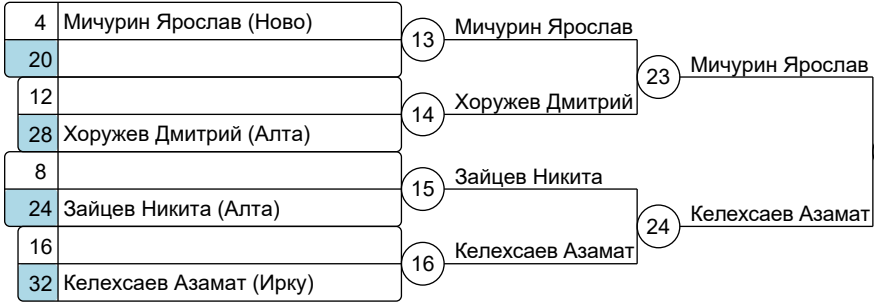 4 Мичурин Ярослав (Ново)
20
13 Мичурин Ярослав
12
28 Хоружев Дмитрий (Алта)
14 Хоружев Дмитрий
23 Мичурин Ярослав
8
24 Зайцев Никита (Алта)
15 Зайцев Никита
16
32 Келехсаев Азамат (Ирку)
16 Келехсаев Азамат
24 Келехсаев Азамат